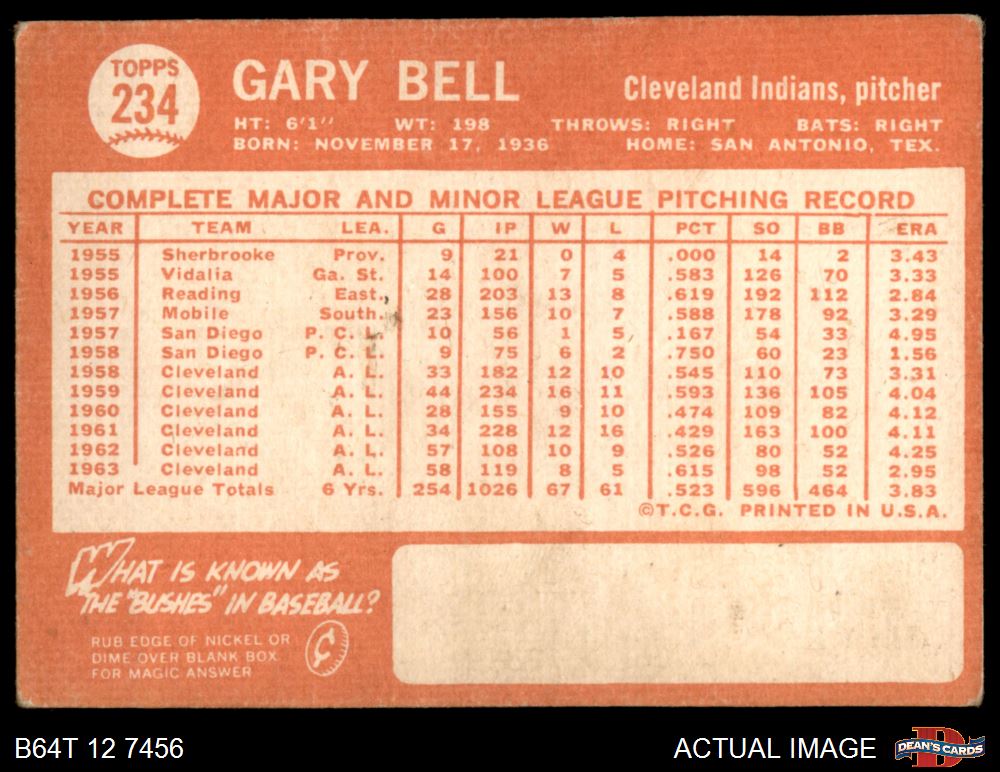 TOPPS
234
GARY BELL
Cleveland Indians, pitcher
HT: 6'1" WT: 198 THROWS: RIGHT BATS: RIGHT
BORN: NOVEMBER 17, 1936 HOME: SAN ANTONIO, TEX.
COMPLETE MAJOR AND MINOR LEAGUE PITCHING RECORD
YEAR TEAM LEA. G IP W L PCT SO BB ERA
1955 Sherbrooke Prov. 9 21 0 4 .000 14 2 3.43
1955 Vidalia Ga. St. 14 100 7 5 .583 126 70 3.33
1956 Reading East. 28 203 13 8 .619 192 112 2.84
1957 Mobile South. 23 156 10 7 .588 178 92 3.29
1957 San Diego P. C. L. 10 56 1 5 .167 54 33 4.95
1958 San Diego P. C. L. 9 75 6 2 .750 60 23 1.56
1958 Cleveland A. L. 33 182 12 10 .545 110 73 3.31
1959 Cleveland A. L. 44 234 16 11 .593 136 105 4.04
1960 Cleveland A. L. 28 155 9 10 .474 109 82 4.12
1961 Cleveland A. L. 34 228 12 16 .429 163 100 4.11
1962 Cleveland A. L. 57 108 10 9 .526 80 52 4.25
1963 Cleveland A. L. 58 119 8 5 .615 98 52 2.95
Major League Totals 6 Yrs. 254 1026 67 61 .523 596 464 3.83
©T.C.G. PRINTED IN U.S.A.
WHAT IS KNOWN AS
THE "BUSHES" IN BASEBALL?
RUB EDGE OF NICKEL OR
DIME OVER BLANK BOX
FOR MAGIC ANSWER
¢
B64T 12 7456
ACTUAL IMAGE
D
DEAN'S CARDS